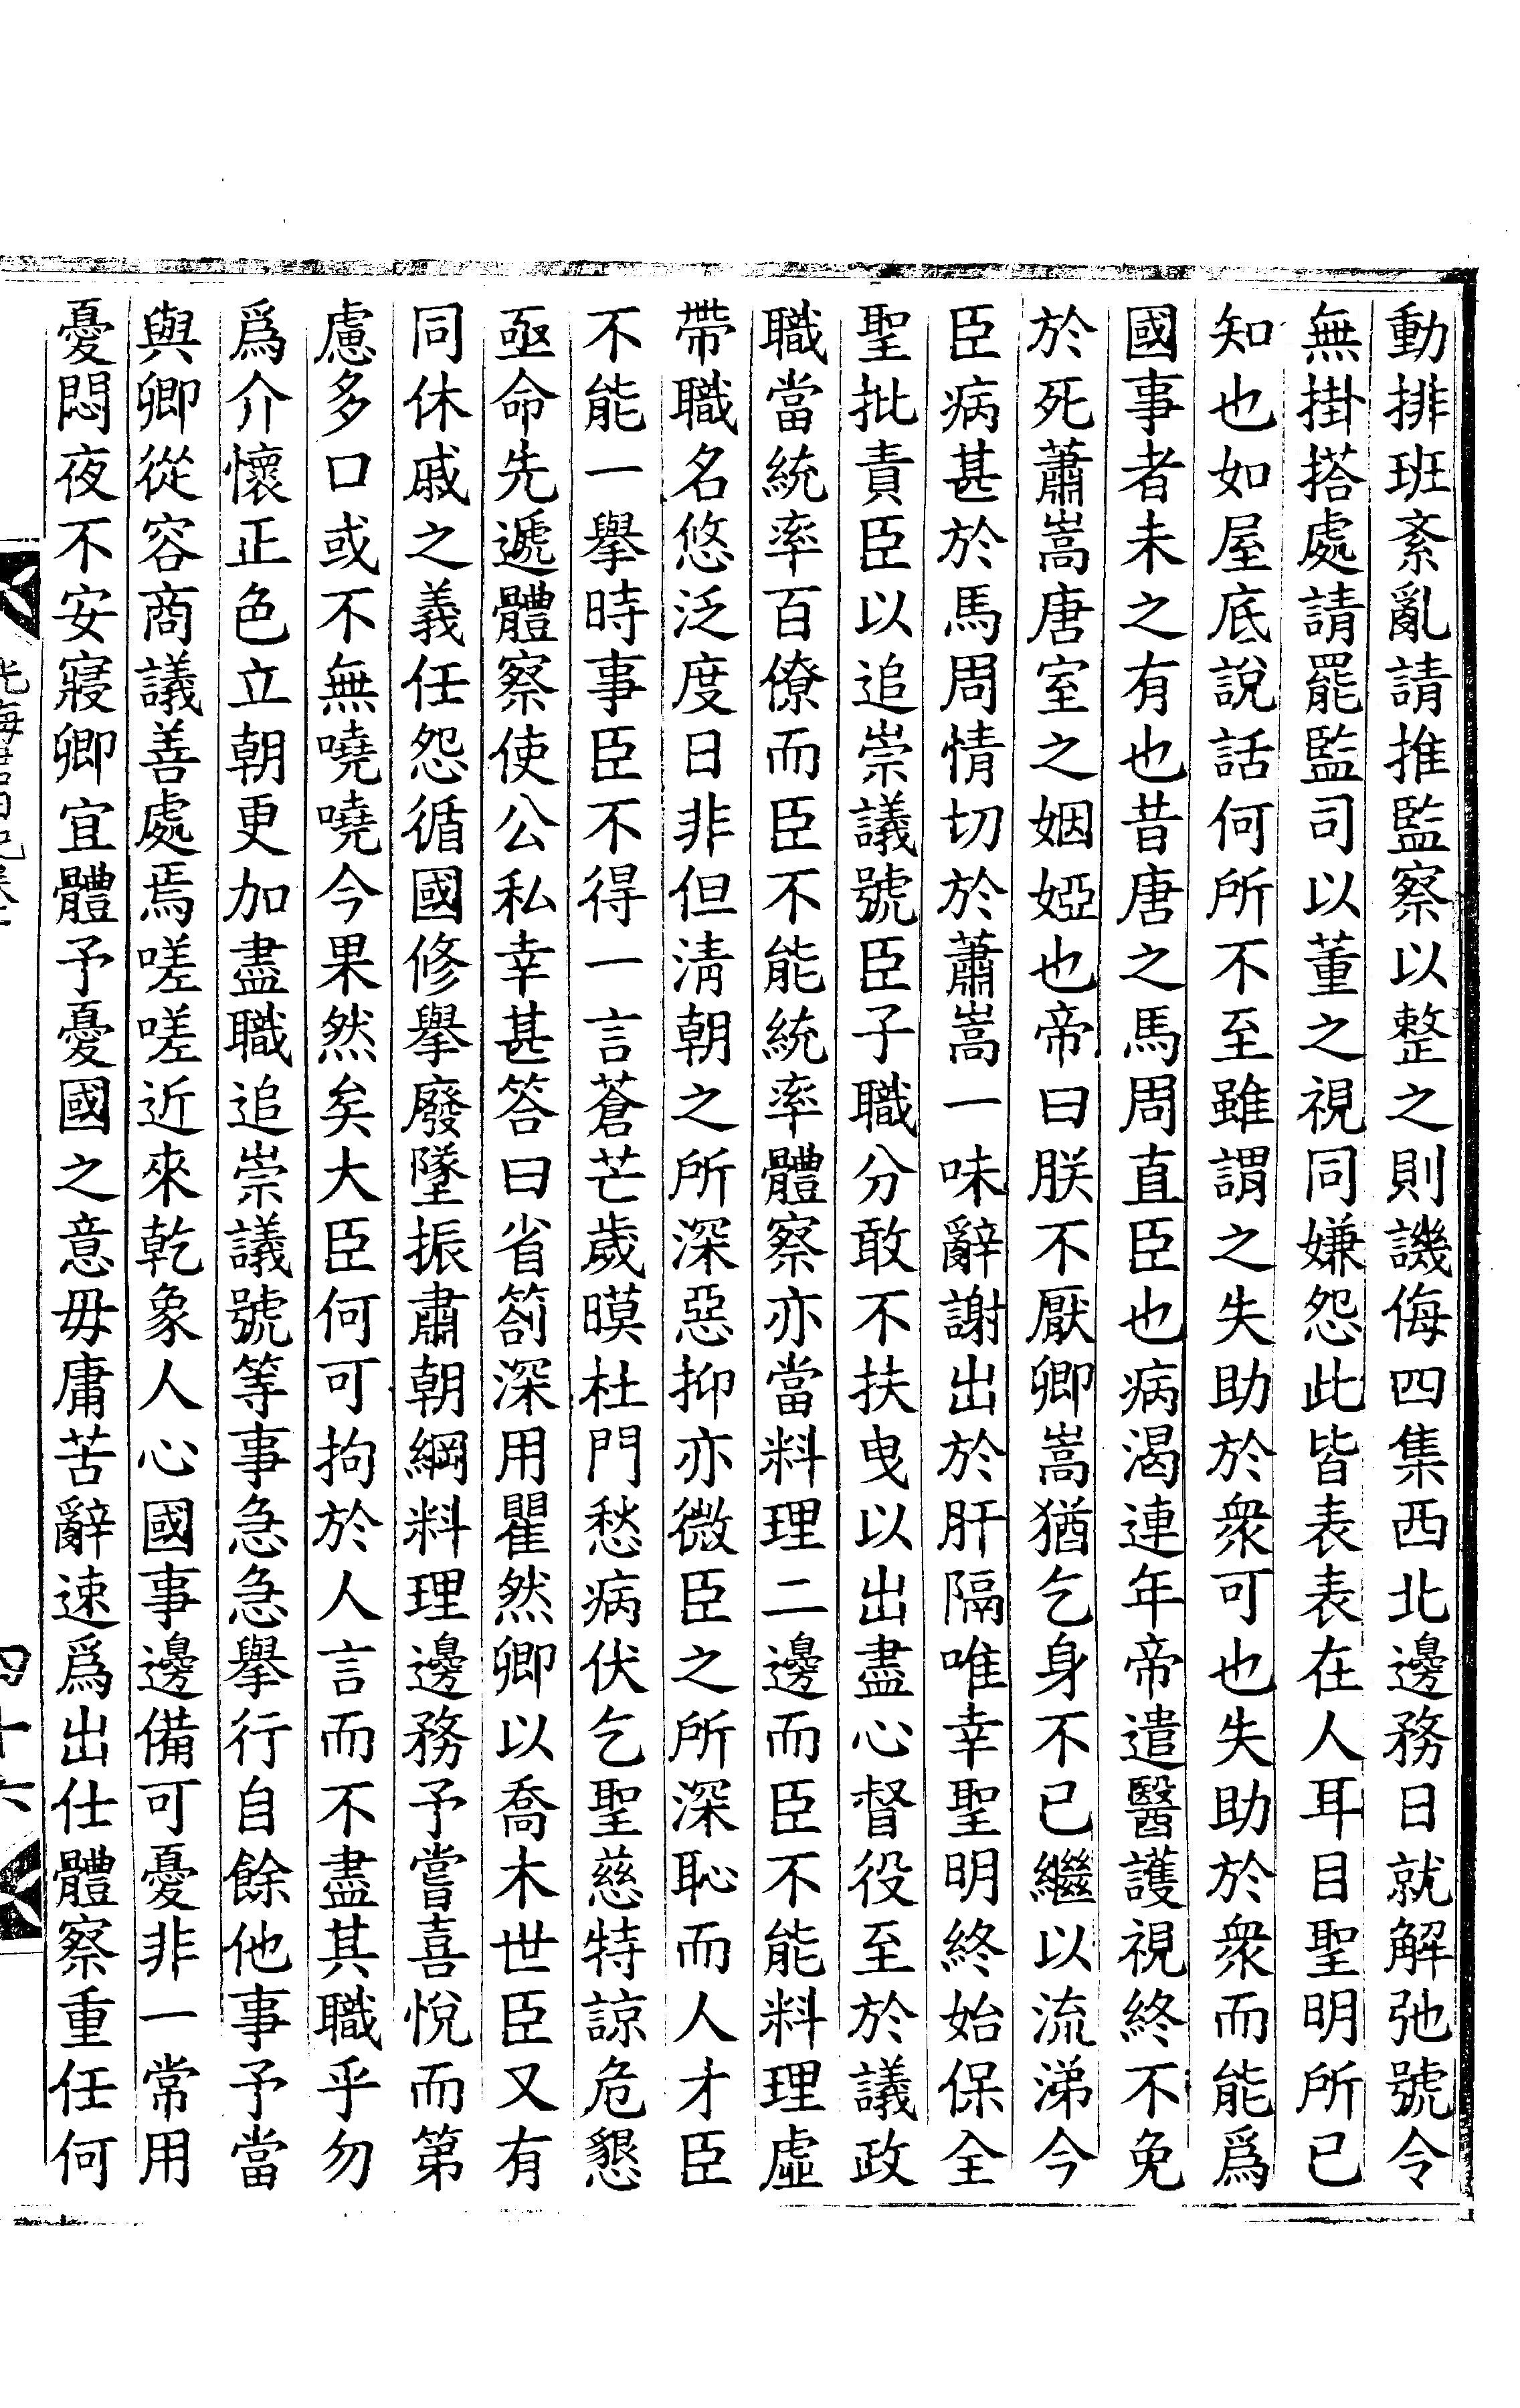 動排班紊亂請推監察以整之則譏侮四集西北邊務日就解弛號令
無掛搭處請罷監司以董之視同嫌怨此皆表表在人耳目聖明所已
知也如屋底說話何所不至雖謂之失助於衆可也失助於衆而能爲
國事者未之有也昔唐之馬周直臣也病渴連年帝遣醫護視終不免
於死蕭嵩唐室之姻婭也帝曰朕不厭卿嵩猶乞身不已繼以流涕今
臣病甚於馬周情切於蕭嵩一味辭謝出於肝隔唯幸聖明終始保全
聖批責臣以追崇議號臣子職分敢不扶曳以出盡心督役至於議政
職當統率百僚而臣不能統率體察亦當料理二邊而臣不能料理虛
帶職名悠泛度日非但淸朝之所深惡抑亦微臣之所深恥而人才臣
不能一擧時事臣不得一言蒼芒歲暯杜門愁病伏乞聖慈特諒危懇
亟命先遞體察使公私幸甚答曰省箚深用瞿然卿以喬木世臣又有
同休戚之義任怨循國修擧廢墜振肅朝綱料理邊務予嘗喜悅而第
慮多口或不無嘵嘵今果然矣大臣何可拘於人言而不盡其職乎勿
爲介懷正色立朝更加盡職追崇議號等事急急擧行自餘他事予當
與卿從容商議善處焉嗟嗟近來乾象人心國事邊備可憂非一常用
憂悶夜不安寢卿宜體予憂國之意毋庸苦辭速爲出仕體察重任何
四十六